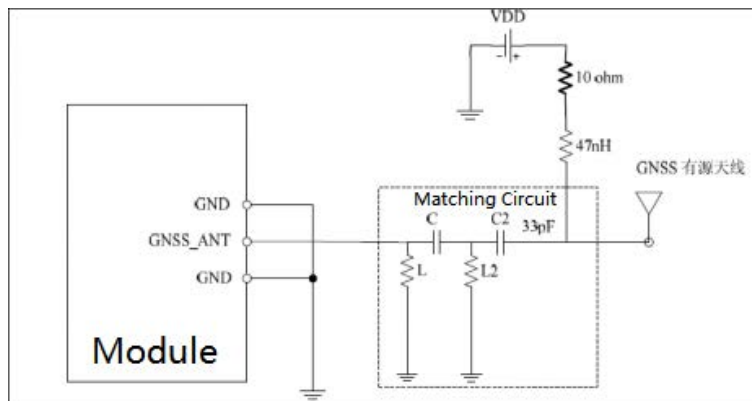 VDD
- +
10 ohm
47nH
GNSS 有源天线
Matching Circuit
GND
C
C2
33pF
GNSS_ANT
L
L2
GND
Module